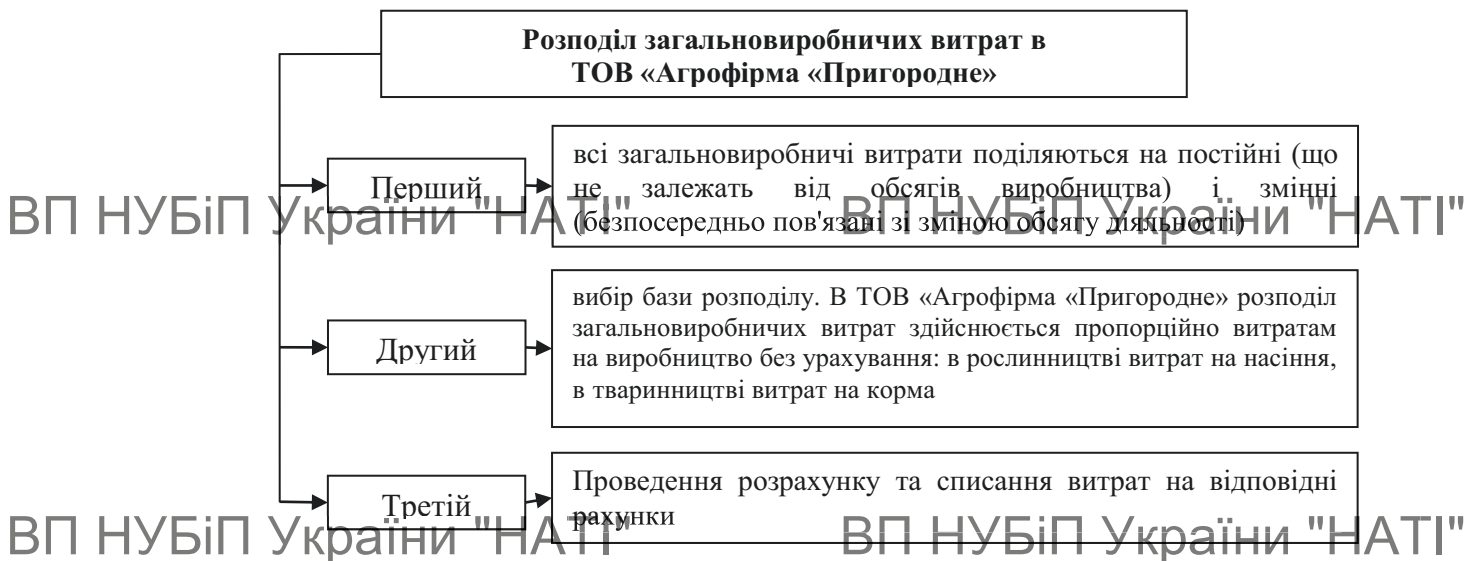 Розподіл загальновиробничих витрат в
ТОВ «Агрофірма «Пригородне»
Перший
всі загальновиробничі витрати поділяються на постійні (що
не залежать від обсягів виробництва) і змінні
(безпосередньо пов'язані зі зміною обсягу діяльності)
ВП НУБіП України "НАТІ"
ВП НУБіП України "НАТІ"
Другий
вибір бази розподілу. В ТОВ «Агрофірма «Пригородне» розподіл
загальновиробничих витрат здійснюється пропорційно витратам
на виробництво без урахування: в рослинництві витрат на насіння,
в тваринництві витрат на корма
Третій
Проведення розрахунку та списання витрат на відповідні
рахунки
ВП НУБіП України "НАТІ"
ВП НУБіП України "НАТІ"